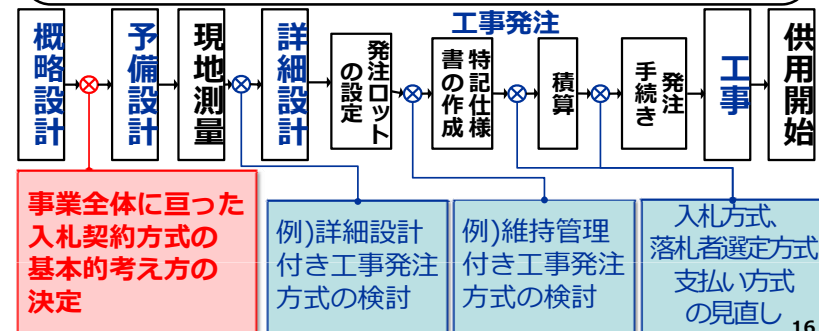 工事発注
概略設計
予備設計
現地測量
詳細設計
発注ロット
の設定
特記仕様
書の作成
積算
発注
手続き
工事
供用開始
事業全体に亘った
入札契約方式の
基本的考え方の
決定
例)詳細設計
付き工事発注
方式の検討
例)維持管理
付き工事発注
方式の検討
入札方式、
落札者選定方式
支払い方式
の見直し
16